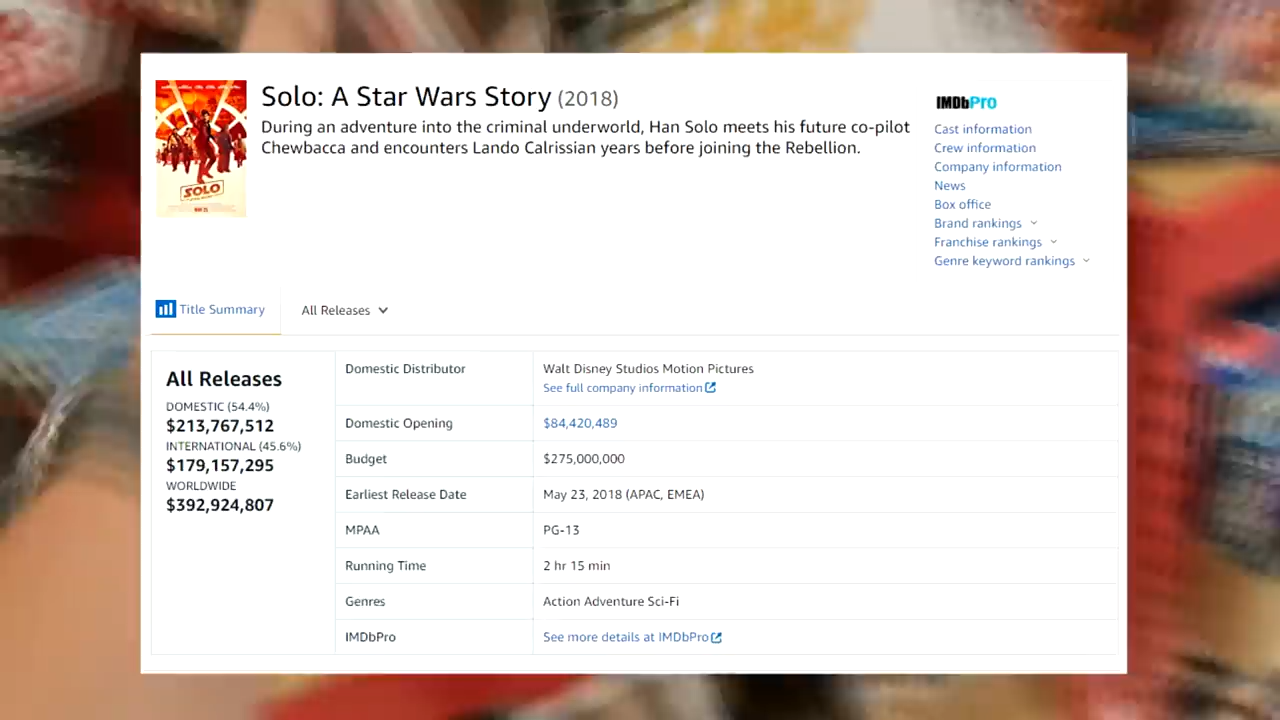 Solo: A Star Wars Story (2018)
During an adventure into the criminal underworld, Han Solo meets his future co-pilot
Chewbacca and encounters Lando Calrissian years before joining the Rebellion.
SOLO
IMDbPro
Cast information
Crew information
Company information
News
Box office
Brand rankings
Franchise rankings
Genre keyword rankings
Title Summary
All Releases
All Releases
DOMESTIC (54.4%)
$213,767,512
INTERNATIONAL (45.6%)
$179,157,295
WORLDWIDE
$392,924,807
Domestic Distributor
Walt Disney Studios Motion Pictures
See full company information
Domestic Opening
$84,420,489
Budget
$275,000,000
Earliest Release Date
May 23, 2018 (APAC, EMEA)
MPAA
PG-13
Running Time
2 hr 15 min
Genres
Action Adventure Sci-Fi
IMDbPro
See more details at IMDbPro